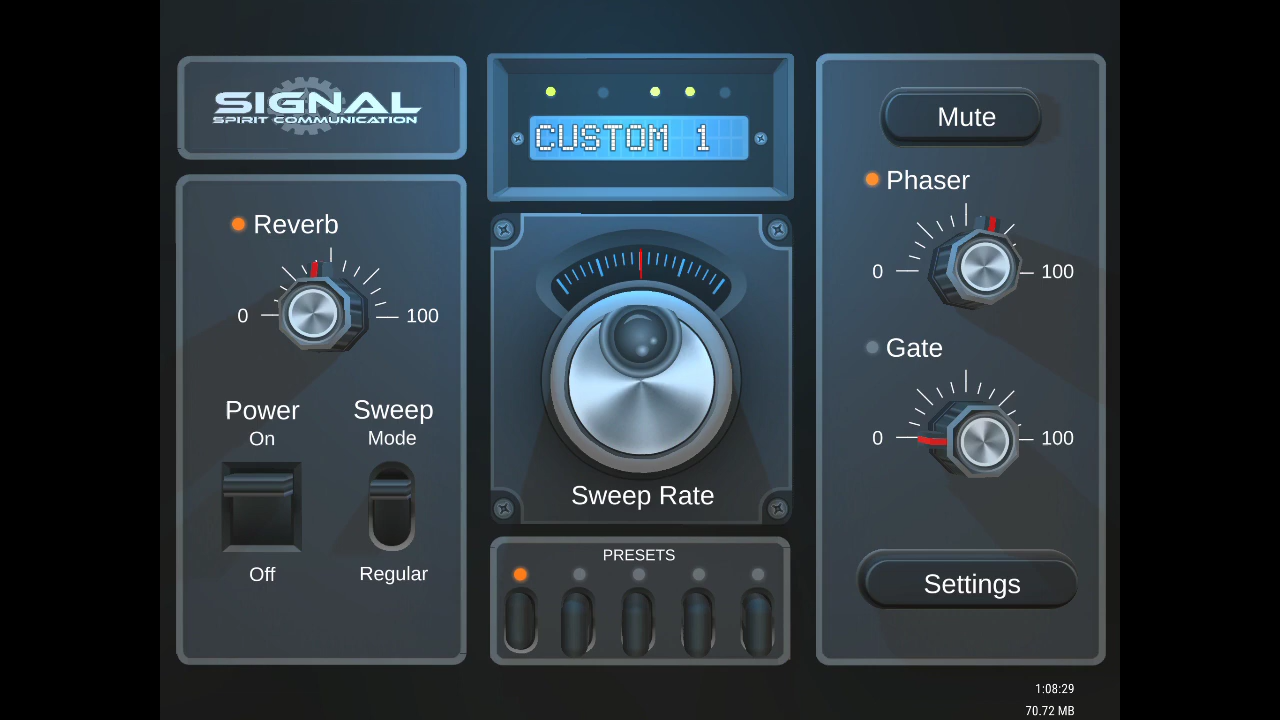 SIGNAL
SPIRIT COMMUNICATION
CUSTOM 1
Mute
Reverb
0
100
Phaser
0
100
Gate
0
100
Power
On
Off
Sweep
Mode
Regular
Sweep Rate
PRESETS
Settings
1:08:29
70.72 MB